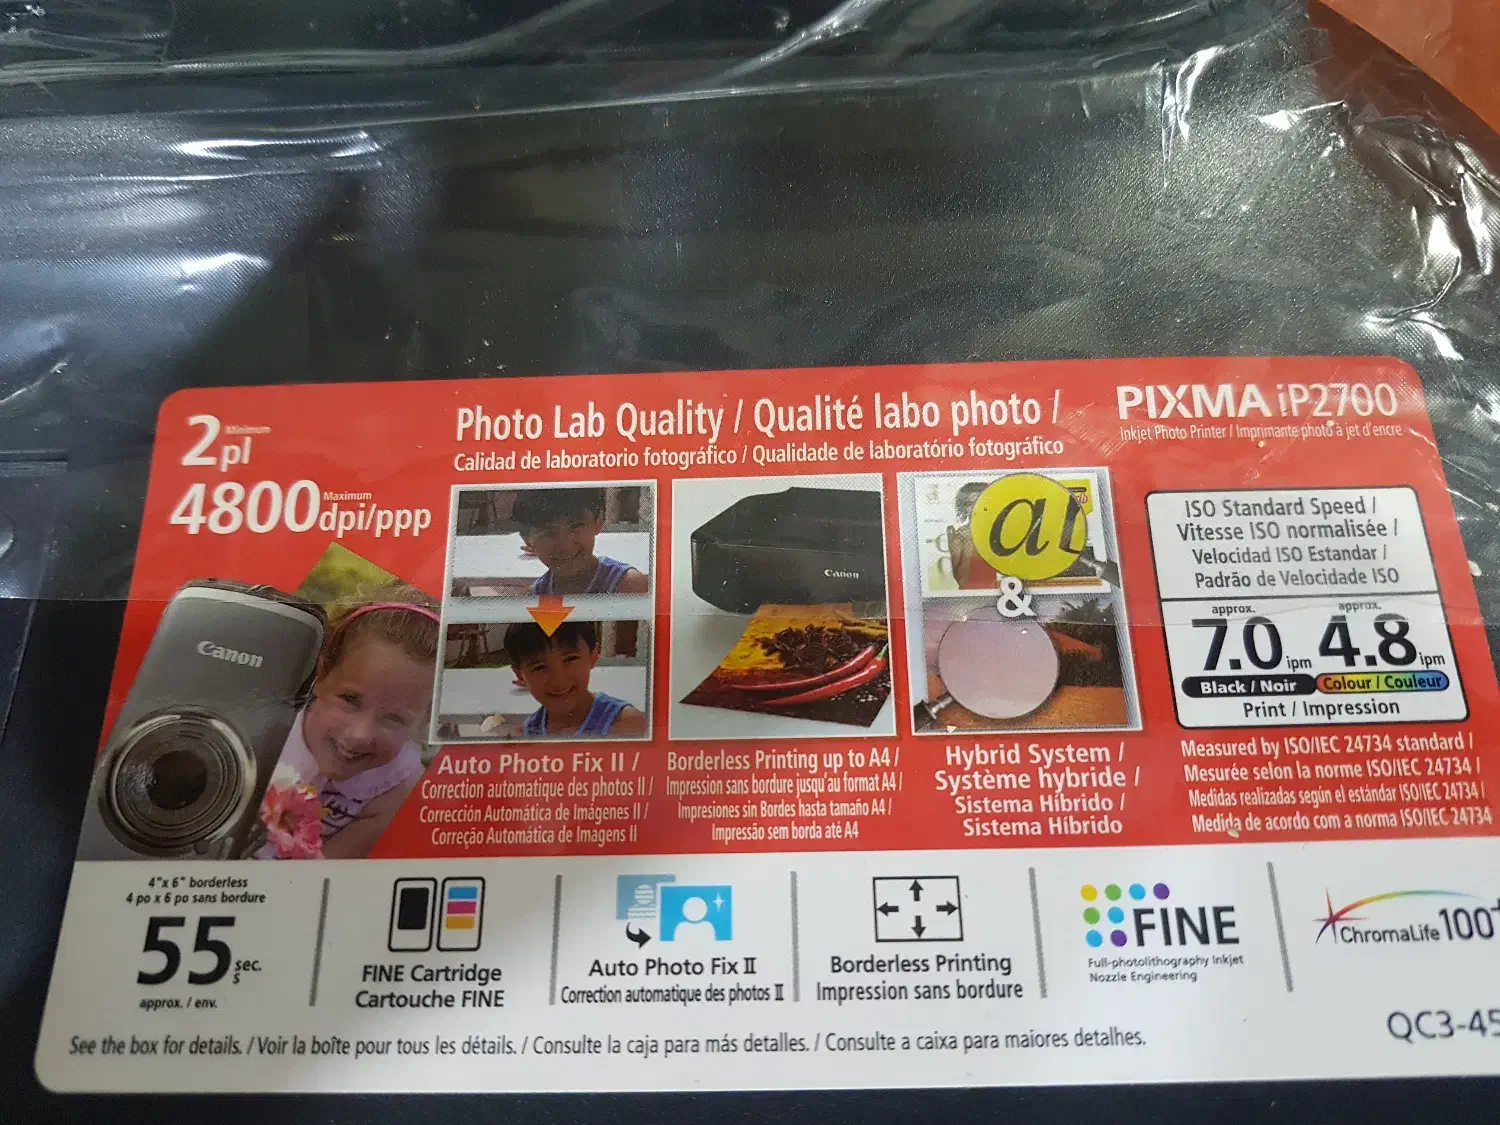 2 Minimum
pl
4800 Maximum
dpi/ppp
Photo Lab Quality / Qualité labo photo /
Calidad de laboratorio fotográfico / Qualidade de laboratório fotográfico
PIXMA iP2700
Inkjet Photo Printer / Imprimante photo à jet d'encre
Canon
Canon
a
&
Auto Photo Fix II /
Correction automatique des photos II /
Corrección Automática de Imágenes II /
Correção Automática de Imagens II
Borderless Printing up to A4 /
Impression sans bordure jusqu'au format A4 /
Impresiones sin Bordes hasta tamaño A4 /
Impressão sem borda até A4
Hybrid System /
Système hybride /
Sistema Híbrido /
Sistema Híbrido
ISO Standard Speed /
Vitesse ISO normalisée /
Velocidad ISO Estandar /
Padrão de Velocidade ISO
approx. approx.
7.0 ipm 4.8 ipm
Black / Noir Colour / Couleur
Print / Impression
Measured by ISO/IEC 24734 standard /
Mesurée selon la norme ISO/IEC 24734 /
Medidas realizadas según el estándar ISO/IEC 24734 /
Medida de acordo com a norma ISO/IEC 24734
4"x 6" borderless
4 po x 6 po sans bordure
55 sec.
s
approx. / env.
FINE Cartridge
Cartouche FINE
Auto Photo Fix II
Correction automatique des photos II
Borderless Printing
Impression sans bordure
FINE
Full-photolithography Inkjet
Nozzle Engineering
ChromaLife 100+
See the box for details. / Voir la boîte pour tous les détails. / Consulte la caja para más detalles. / Consulte a caixa para maiores detalhes.
QC3-45